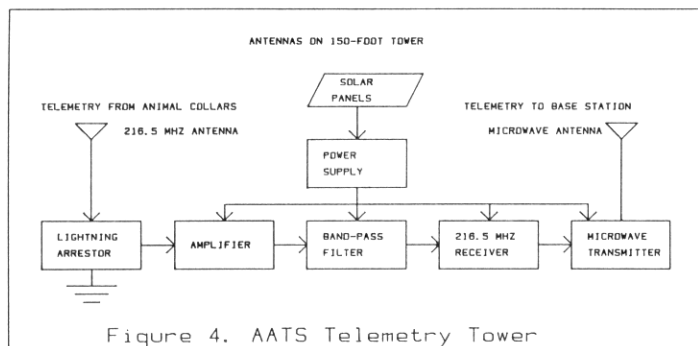 ANTENNAS ON 150-FOOT TOWER
SOLAR
PANELS
TELEMETRY FROM ANIMAL COLLARS
216.5 MHZ ANTENNA
TELEMETRY TO BASE STATION
MICROWAVE ANTENNA
POWER
SUPPLY
LIGHTNING
ARRESTOR
AMPLIFIER
BAND-PASS
FILTER
216.5 MHZ
RECEIVER
MICROWAVE
TRANSMITTER
Figure 4. AATS Telemetry Tower